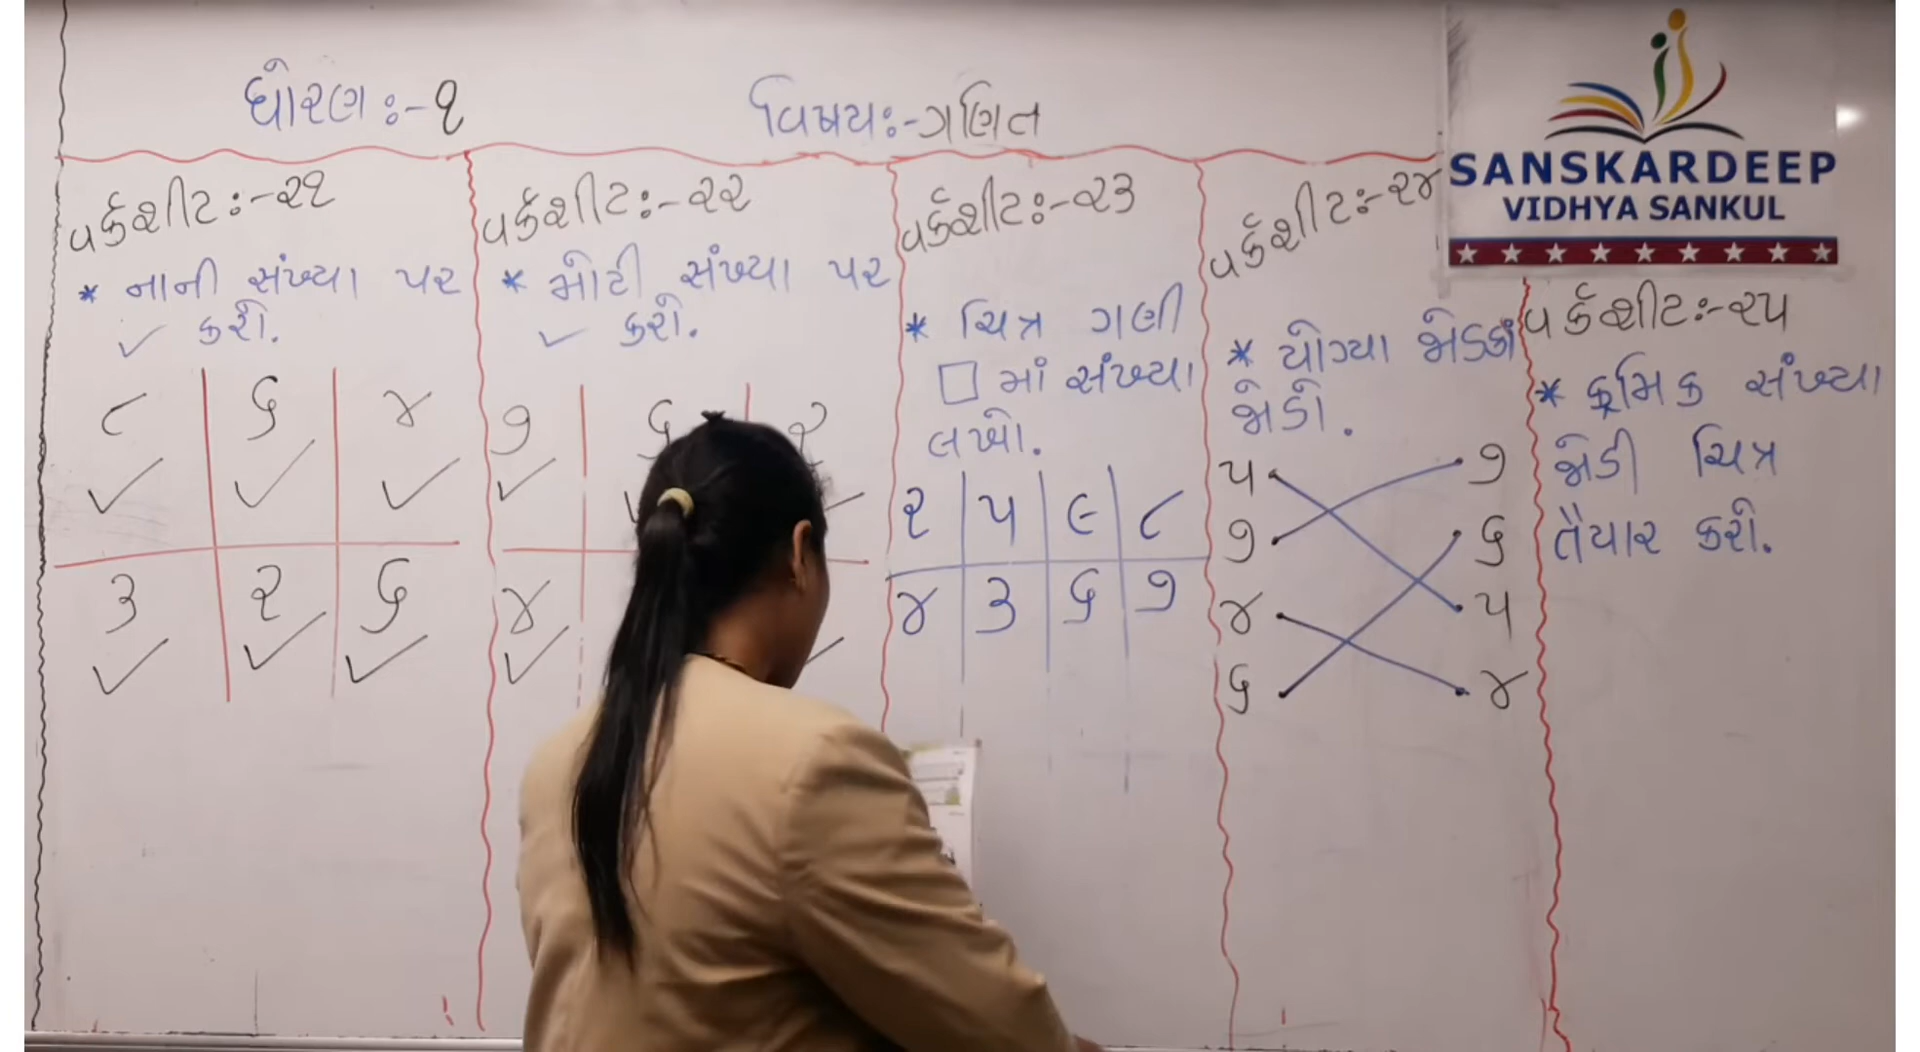 ધોરણ:-૧
વિષય:-ગણિત
SANSKARDEEP
VIDHYA SANKUL
વર્કશીટ:-૨૧
* નાની સંખ્યા પર
✓ કરો.
૮ ૬ ૪
✓ ✓ ✓
૩ ૨ ૬
✓ ✓ ✓
વર્કશીટ:-૨૨
* મોટી સંખ્યા પર
✓ કરો.
૭
✓
૪
✓
વર્કશીટ:-૨૩
* ચિત્ર ગણી
□ માં સંખ્યા
લખો.
૨ ૫ ૯ ૮
૪ ૩ ૬ ૭
વર્કશીટ:-૨૪
* યોગ્યા જોડકાં
જોડો.
૫ ૭
૭ ૬
૪ ૫
૬ ૪
વર્કશીટ:-૨૫
* ક્રમિક સંખ્યા
જોડી ચિત્ર
તૈયાર કરો.